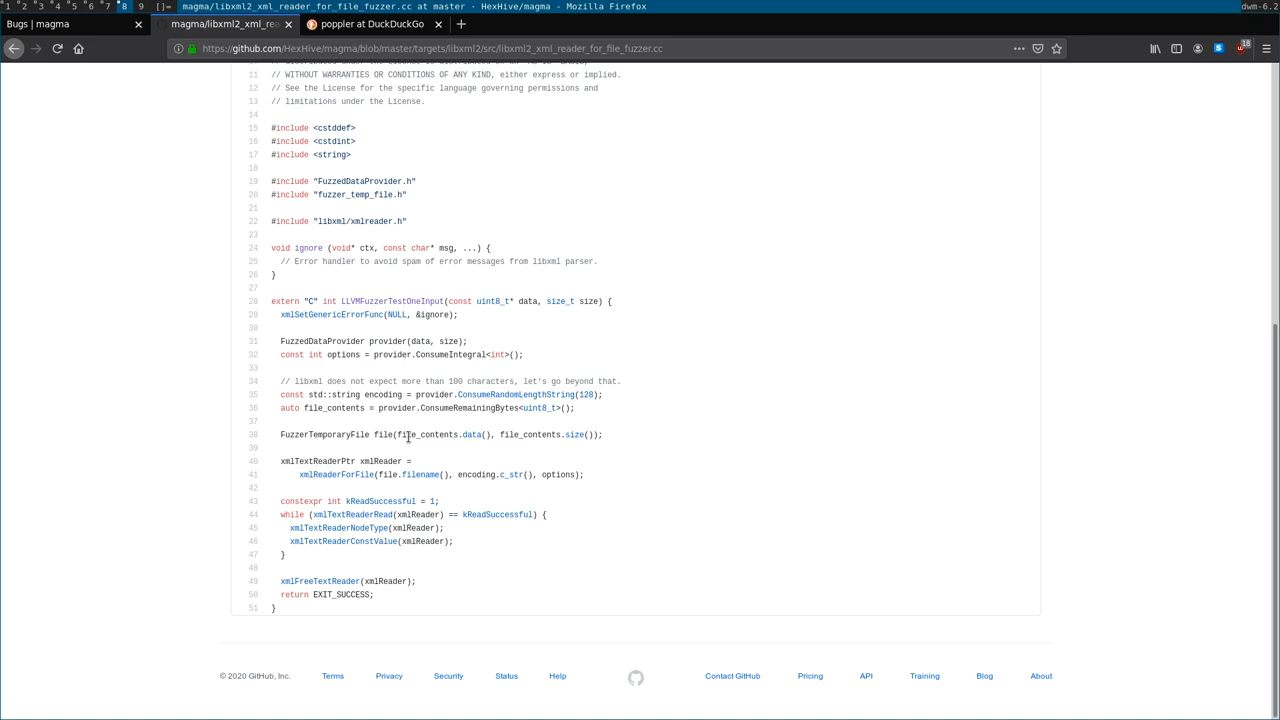 1 2 3 4 5 6 7 8 9 []= magma/libxml2_xml_reader_for_file_fuzzer.cc at master · HexHive/magma - Mozilla Firefox dwm-6.2
Bugs | magma
magma/libxml2_xml_rea
poppler at DuckDuckGo
https://github.com/HexHive/magma/blob/master/targets/libxml2/src/libxml2_xml_reader_for_file_fuzzer.cc
18
11 // WITHOUT WARRANTIES OR CONDITIONS OF ANY KIND, either express or implied.
12 // See the License for the specific language governing permissions and
13 // limitations under the License.
14
15 #include <cstddef>
16 #include <cstdint>
17 #include <string>
18
19 #include "FuzzedDataProvider.h"
20 #include "fuzzer_temp_file.h"
21
22 #include "libxml/xmlreader.h"
23
24 void ignore (void* ctx, const char* msg, ...) {
25   // Error handler to avoid spam of error messages from libxml parser.
26 }
27
28 extern "C" int LLVMFuzzerTestOneInput(const uint8_t* data, size_t size) {
29   xmlSetGenericErrorFunc(NULL, &ignore);
30
31   FuzzedDataProvider provider(data, size);
32   const int options = provider.ConsumeIntegral<int>();
33
34   // libxml does not expect more than 100 characters, let's go beyond that.
35   const std::string encoding = provider.ConsumeRandomLengthString(128);
36   auto file_contents = provider.ConsumeRemainingBytes<uint8_t>();
37
38   FuzzerTemporaryFile file(file_contents.data(), file_contents.size());
39
40   xmlTextReaderPtr xmlReader =
41       xmlReaderForFile(file.filename(), encoding.c_str(), options);
42
43   constexpr int kReadSuccessful = 1;
44   while (xmlTextReaderRead(xmlReader) == kReadSuccessful) {
45     xmlTextReaderNodeType(xmlReader);
46     xmlTextReaderConstValue(xmlReader);
47   }
48
49   xmlFreeTextReader(xmlReader);
50   return EXIT_SUCCESS;
51 }
© 2020 GitHub, Inc. Terms Privacy Security Status Help Contact GitHub Pricing API Training Blog About